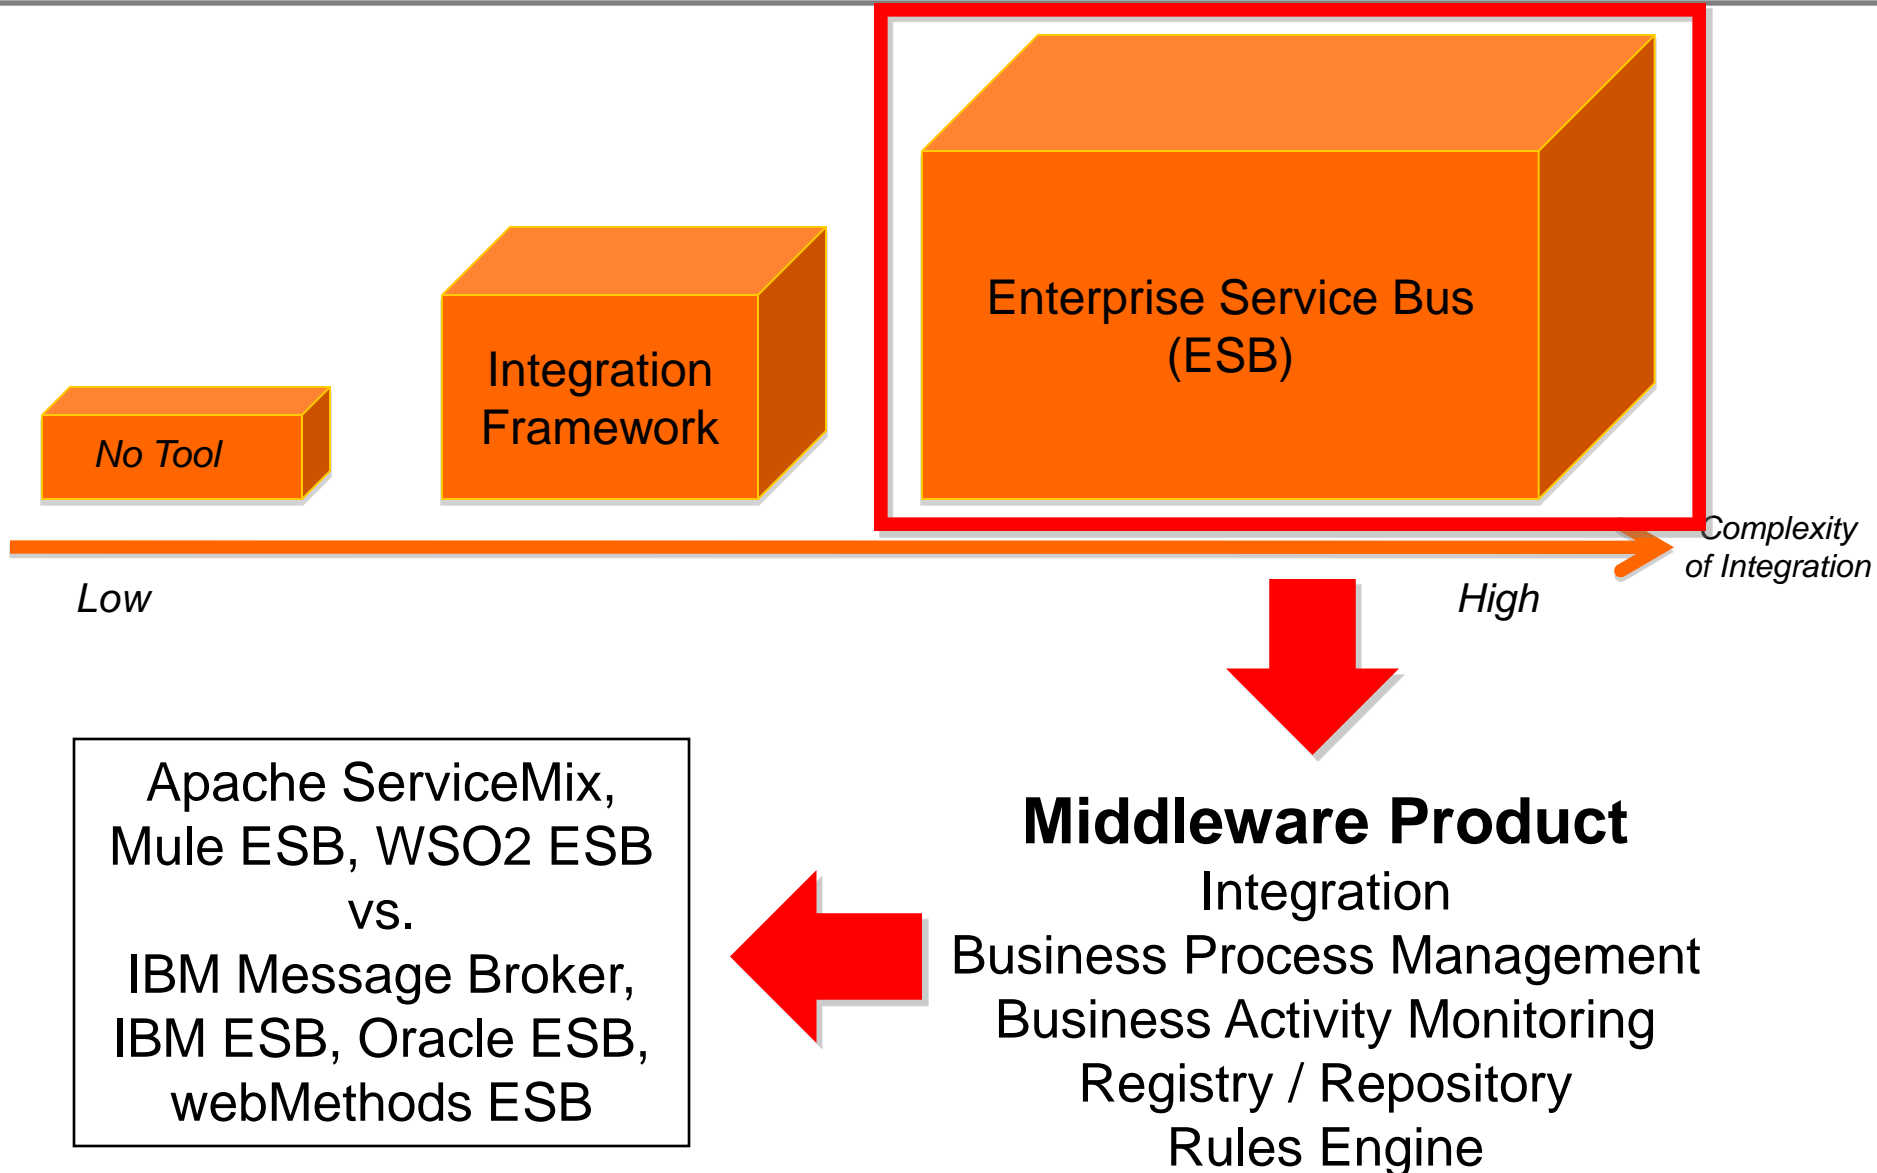 Enterprise Service Bus
(ESB)
Integration
Framework
No Tool
Complexity
of Integration
Low
High
Apache ServiceMix,
Mule ESB, WSO2 ESB
vs.
IBM Message Broker,
IBM ESB, Oracle ESB,
webMethods ESB
Middleware Product
Integration
Business Process Management
Business Activity Monitoring
Registry / Repository
Rules Engine